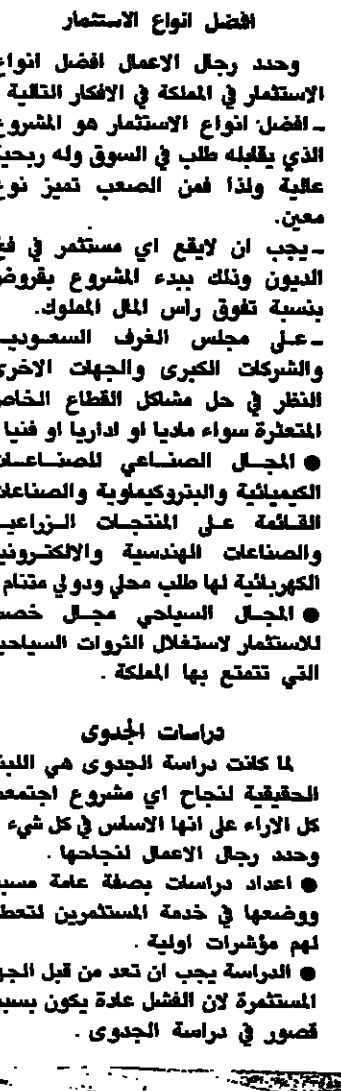 افضل انواع الاستثمار
وحدد رجال الاعمال افضل انواع
الاستثمار في المملكة في الافكار التالية
ـ افضل انواع الاستثمار هو المشروع
الذي يقابله طلب في السوق وله ربحية
عالية ولذا فمن الصعب تميز نوع
معين.
ـ يجب ان لايقع اي مستثمر في فخ
الديون وذلك ببدء المشروع بقروض
بنسبة تفوق راس المال المملوك.
ـ على مجلس الغرف السعودية
والشركات الكبرى والجهات الاخرى
النظر في حل مشاكل القطاع الخاص
المتعثرة سواء ماديا او اداريا او فنيا
● المجال الصناعي للصناعات
الكيميائية والبتروكيماوية والصناعات
القائمة على المنتجات الزراعية
والصناعات الهندسية والالكترونية
الكهربائية لها طلب محلي ودولي متنام
● المجال السياحي مجال خصب
للاستثمار لاستغلال الثروات السياحية
التي تتمتع بها المملكة .
دراسات الجدوى
لما كانت دراسة الجدوى هي اللبنة
الحقيقية لنجاح اي مشروع اجتمعت
كل الاراء على انها الاساس في كل شيء
وحدد رجال الاعمال لنجاحها .
● اعداد دراسات بصفة عامة مسبقة
ووضعها في خدمة المستثمرين لتعطي
لهم مؤشرات اولية .
● الدراسة يجب ان تعد من قبل الجهة
المستثمرة لان الفشل عادة يكون بسبب
قصور في دراسة الجدوى .